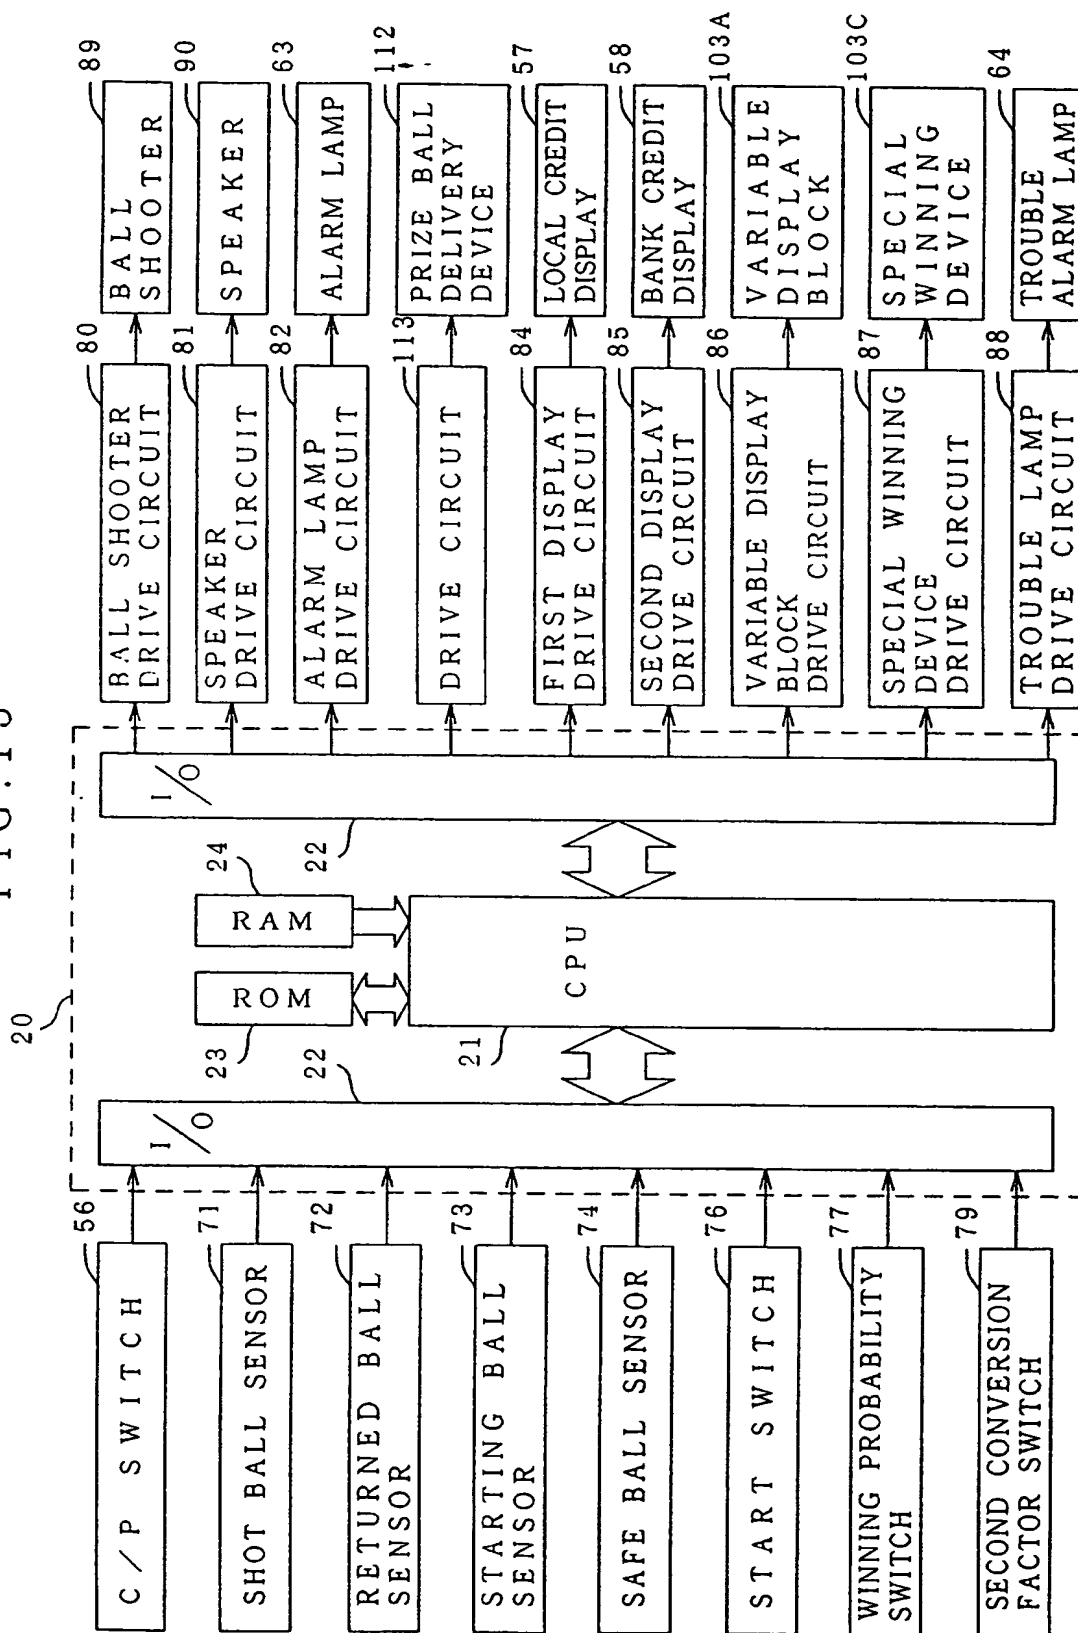 20
C/P SWITCH
56
SHOT BALL SENSOR
71
RETURNED BALL
SENSOR
72
STARTING BALL
SENSOR
73
SAFE BALL SENSOR
74
START SWITCH
76
WINNING PROBABILITY
SWITCH
77
SECOND CONVERSION
FACTOR SWITCH
79
I/O
22
ROM
23
RAM
24
CPU
21
I/O
22
BALL SHOOTER
DRIVE CIRCUIT
80
BALL
SHOOTER
89
SPEAKER
DRIVE CIRCUIT
81
SPEAKER
90
ALARM LAMP
DRIVE CIRCUIT
82
ALARM LAMP
63
DRIVE CIRCUIT
113
PRIZE BALL
DELIVERY
DEVICE
112
FIRST DISPLAY
DRIVE CIRCUIT
84
LOCAL CREDIT
DISPLAY
57
SECOND DISPLAY
DRIVE CIRCUIT
85
BANK CREDIT
DISPLAY
58
VARIABLE DISPLAY
BLOCK
DRIVE CIRCUIT
86
VARIABLE
DISPLAY
BLOCK
103A
SPECIAL WINNING
DEVICE
DRIVE CIRCUIT
87
SPECIAL
WINNING
DEVICE
103C
TROUBLE LAMP
DRIVE CIRCUIT
88
TROUBLE
ALARM LAMP
64